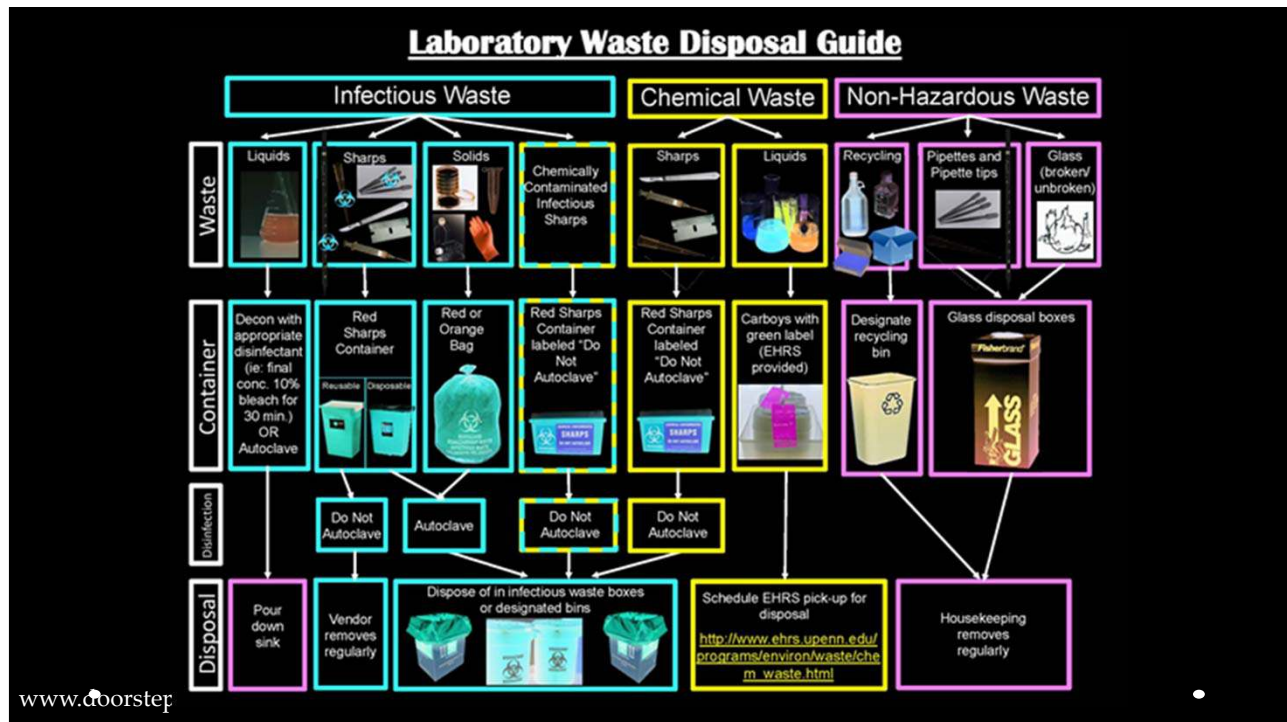 Laboratory Waste Disposal Guide
Infectious Waste
Chemical Waste
Non-Hazardous Waste
Waste
Liquids
Sharps
Solids
Chemically
Contaminated
Infectious
Sharps
Sharps
Liquids
Recycling
Pipettes and
Pipette tips
Glass
(broken/
unbroken)
Container
Decon with
appropriate
disinfectant
(ie: final
conc. 10%
bleach for
30 min.)
OR
Autoclave
Red
Sharps
Container
Reusable
Disposable
Red or
Orange
Bag
Red Sharps
Container
labeled "Do
Not
Autoclave"
SHARPS
Red Sharps
Container
labeled
"Do Not
Autoclave"
SHARPS
Carboys with
green label
(EHRS
provided)
Designate
recycling
bin
Glass disposal boxes
Fisherbrand
GLASS
Disinfection
Do Not
Autoclave
Autoclave
Do Not
Autoclave
Do Not
Autoclave
Disposal
Pour
down
sink
Vendor
removes
regularly
Dispose of in infectious waste boxes
or designated bins
Schedule EHRS pick-up for
disposal
http://www.ehrs.upenn.edu/
programs/environ/waste/che
m_waste.html
Housekeeping
removes
regularly
www.doorstep